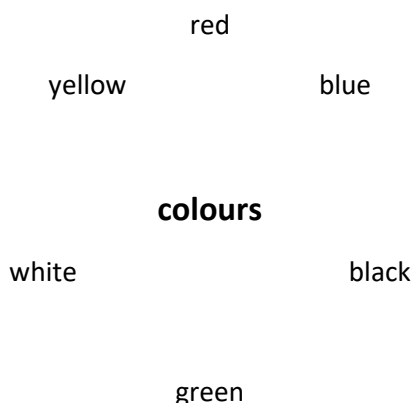 red
yellow blue
colours
white black
green